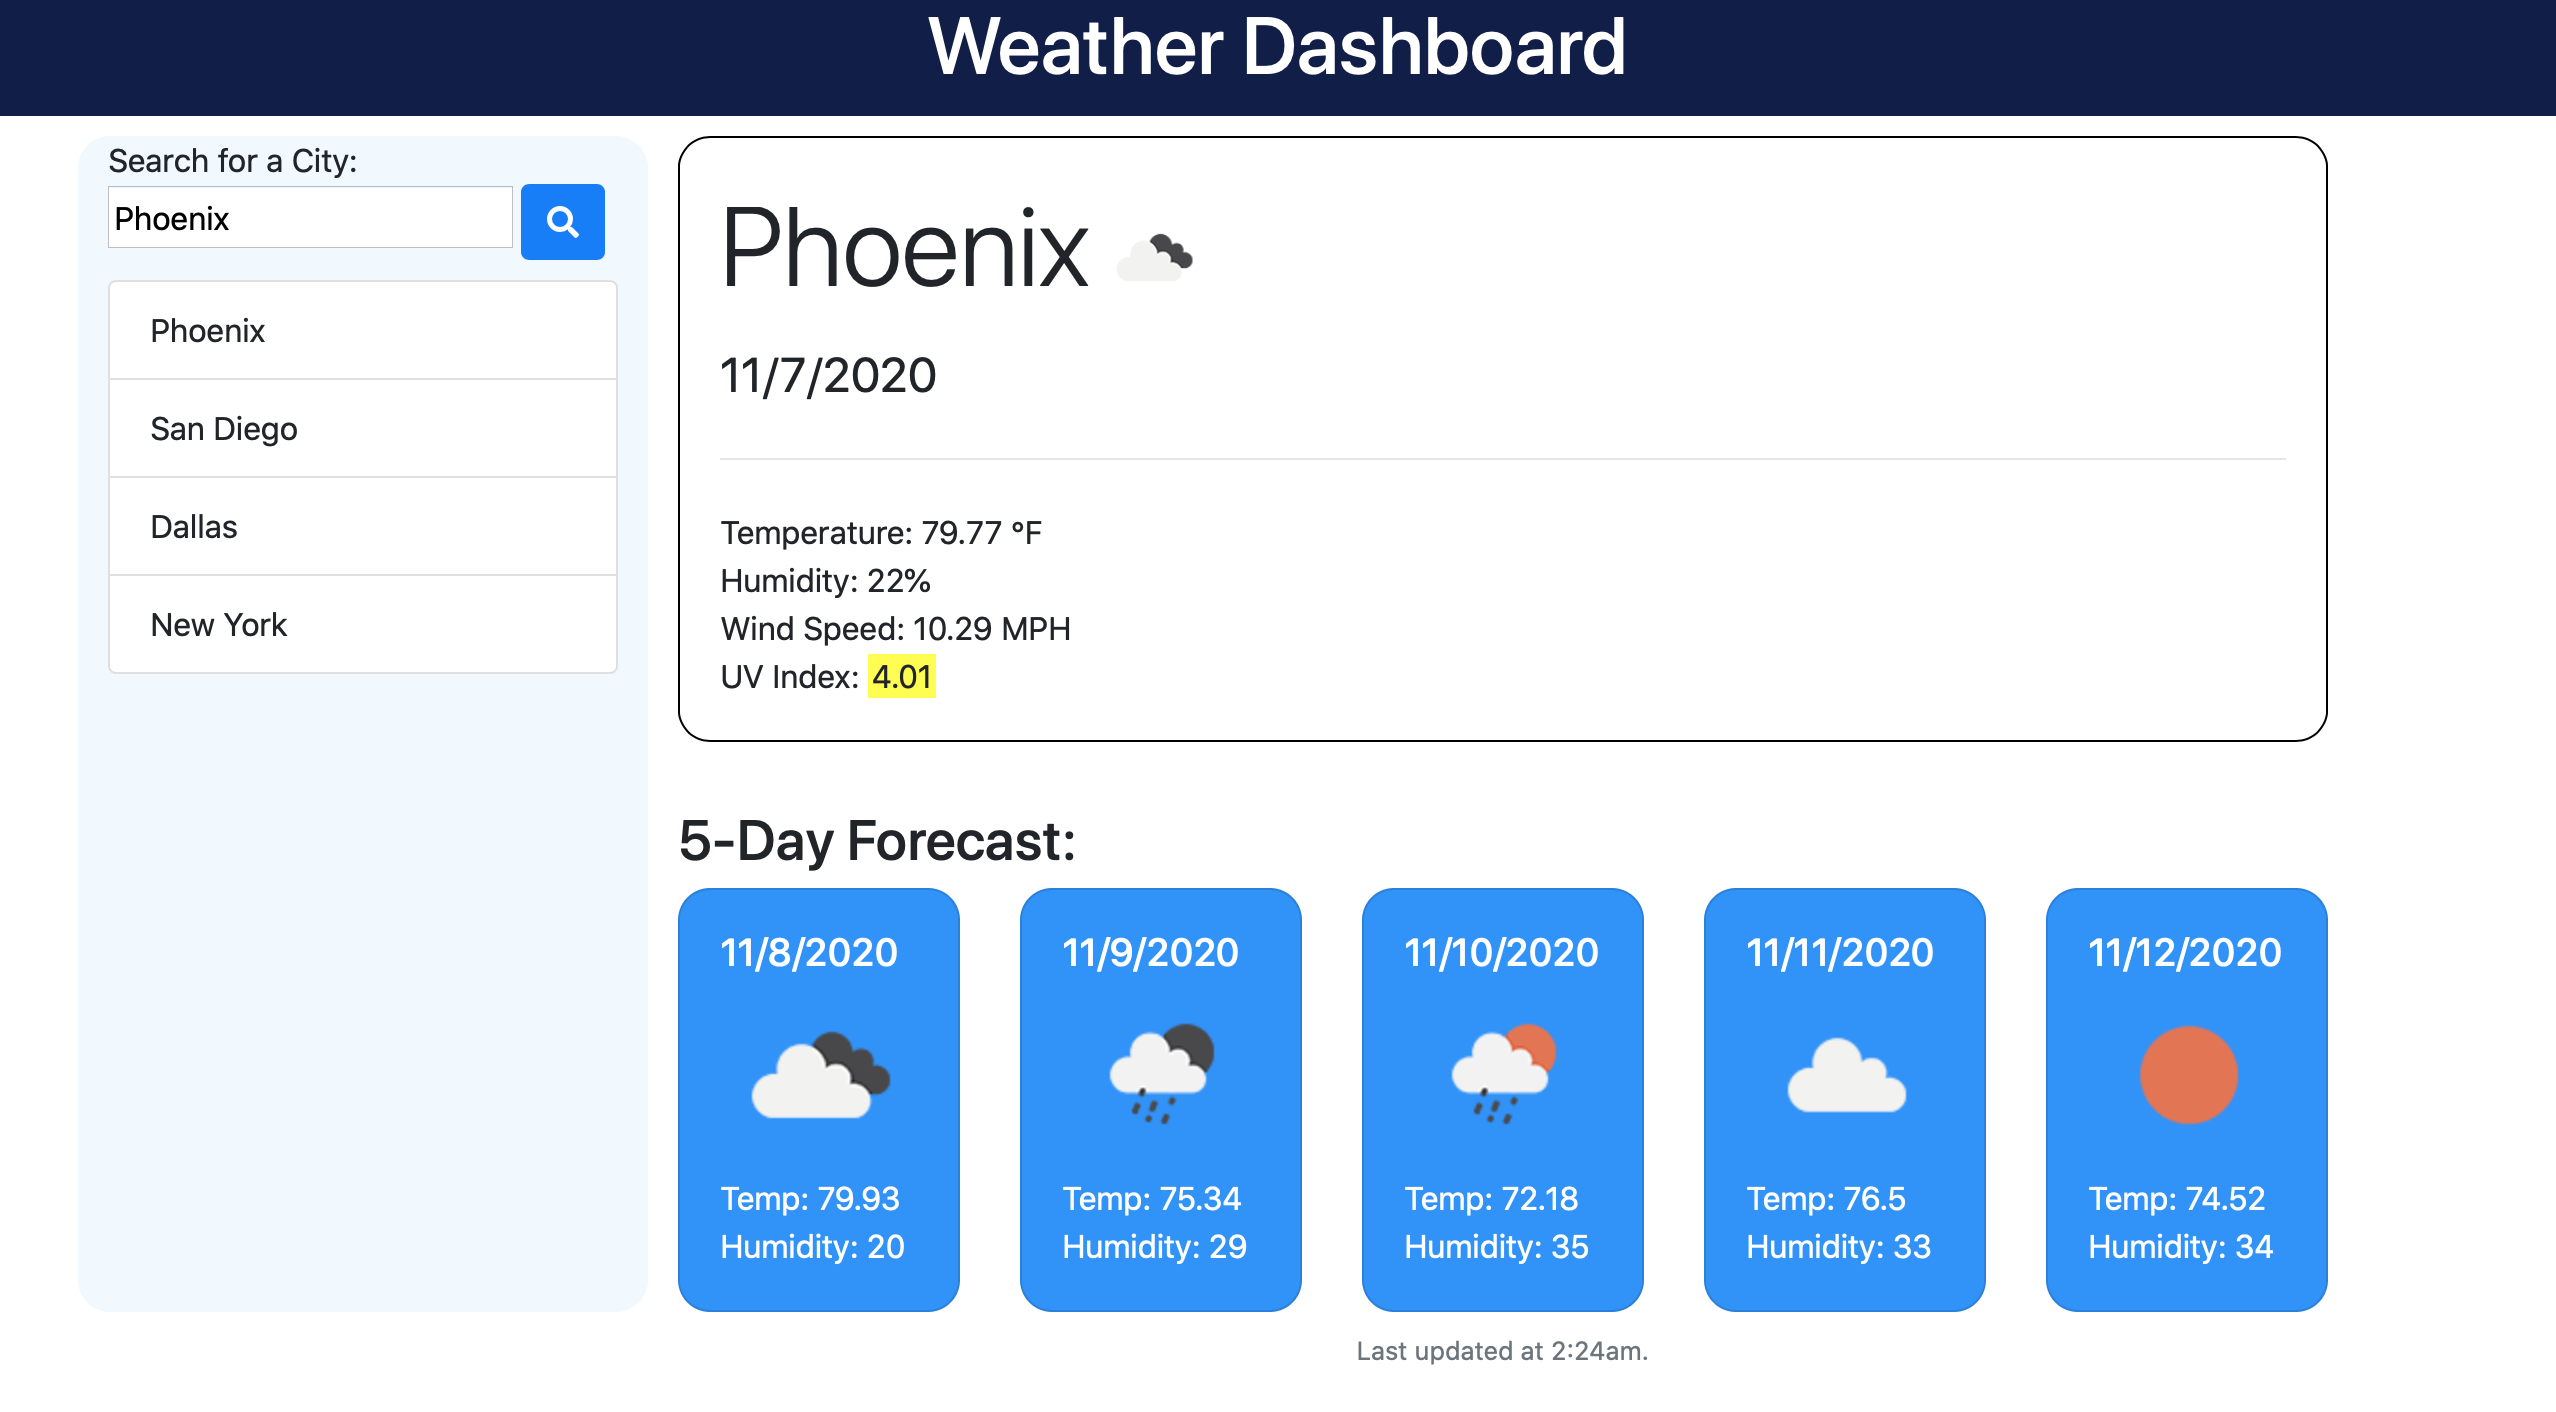 Weather Dashboard
Search for a City:
Phoenix
Phoenix
San Diego
Dallas
New York
Phoenix
11/7/2020
Temperature: 79.77 °F
Humidity: 22%
Wind Speed: 10.29 MPH
UV Index: 4.01
5-Day Forecast:
11/8/2020
Temp: 79.93
Humidity: 20
11/9/2020
Temp: 75.34
Humidity: 29
11/10/2020
Temp: 72.18
Humidity: 35
11/11/2020
Temp: 76.5
Humidity: 33
11/12/2020
Temp: 74.52
Humidity: 34
Last updated at 2:24am.